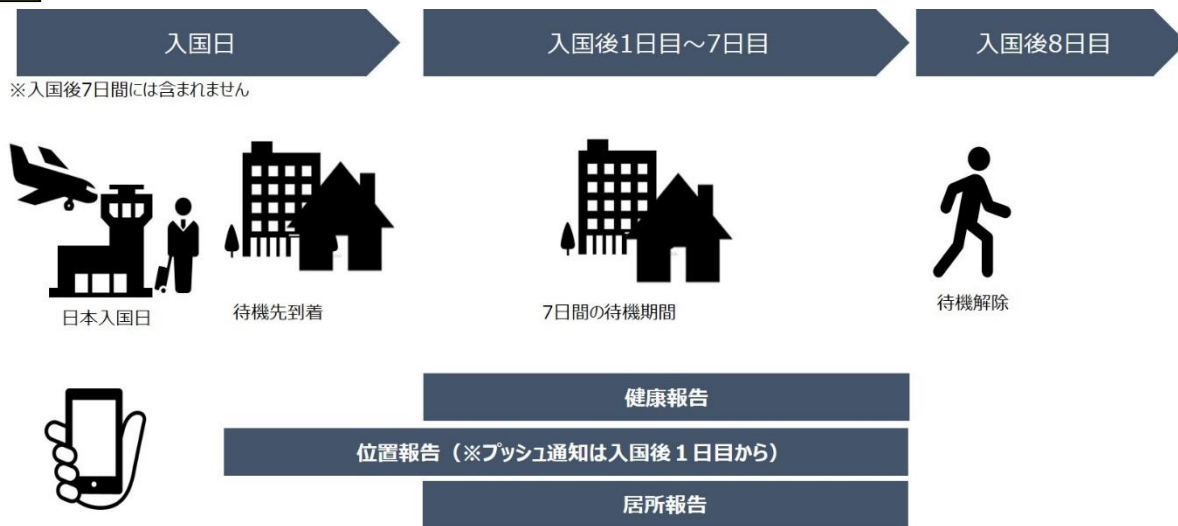 入国日
入国後1日目～7日目
入国後8日目
※入国後7日間には含まれません
日本入国日
待機先到着
7日間の待機期間
待機解除
健康報告
位置報告（※プッシュ通知は入国後１日目から）
居所報告